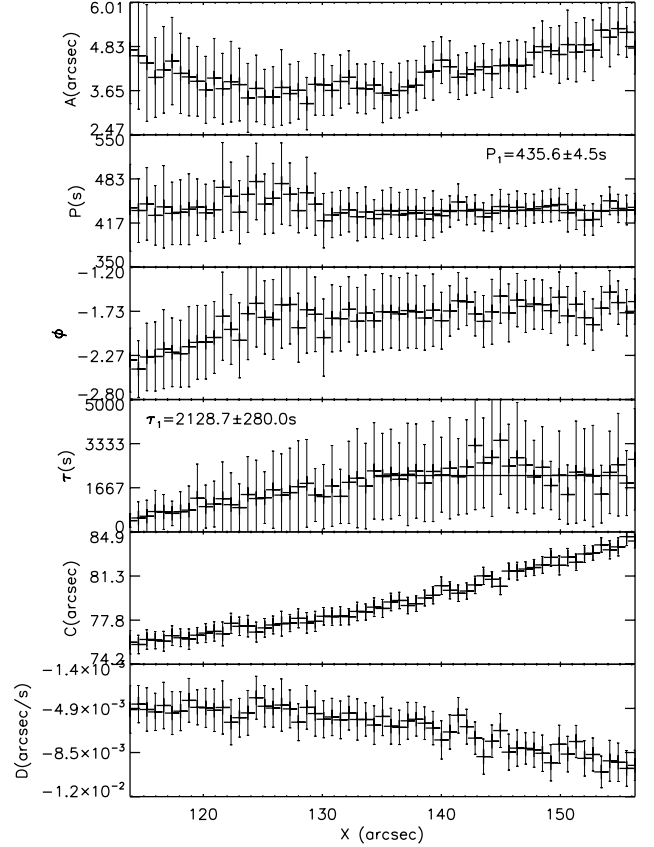 6.01
4.83
3.65
2.47
A(arcsec)
550
483
417
350
P(s)
P₁=435.6±4.5s
−1.20
−1.73
−2.27
−2.80
ϕ
5000
3333
1667
0
τ(s)
τ₁=2128.7±280.0s
84.9
81.3
77.8
74.2
C(arcsec)
−1.4×10⁻³
−4.9×10⁻³
−8.5×10⁻³
−1.2×10⁻²
D(arcsec/s)
120 130 140 150
X (arcsec)